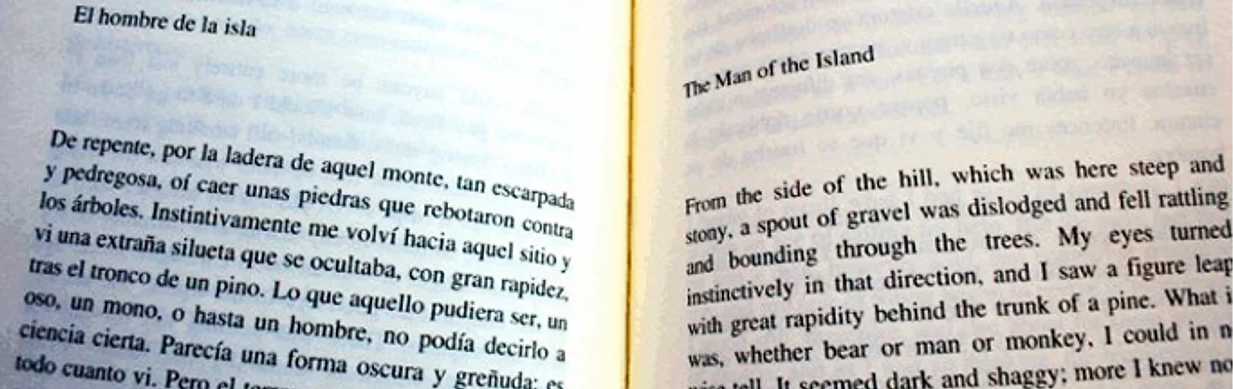 El hombre de la isla
De repente, por la ladera de aquel monte, tan escarpada
y pedregosa, oí caer unas piedras que rebotaron contra
los árboles. Instintivamente me volví hacia aquel sitio y
vi una extraña silueta que se ocultaba, con gran rapidez,
tras el tronco de un pino. Lo que aquello pudiera ser, un
oso, un mono, o hasta un hombre, no podía decirlo a
ciencia cierta. Parecía una forma oscura y greñuda; es
todo cuanto vi. Pero el
The Man of the Island
From the side of the hill, which was here steep and
stony, a spout of gravel was dislodged and fell rattling
and bounding through the trees. My eyes turned
instinctively in that direction, and I saw a figure leap
with great rapidity behind the trunk of a pine. What
was, whether bear or man or monkey, I could in
tell. It seemed dark and shaggy; more I knew